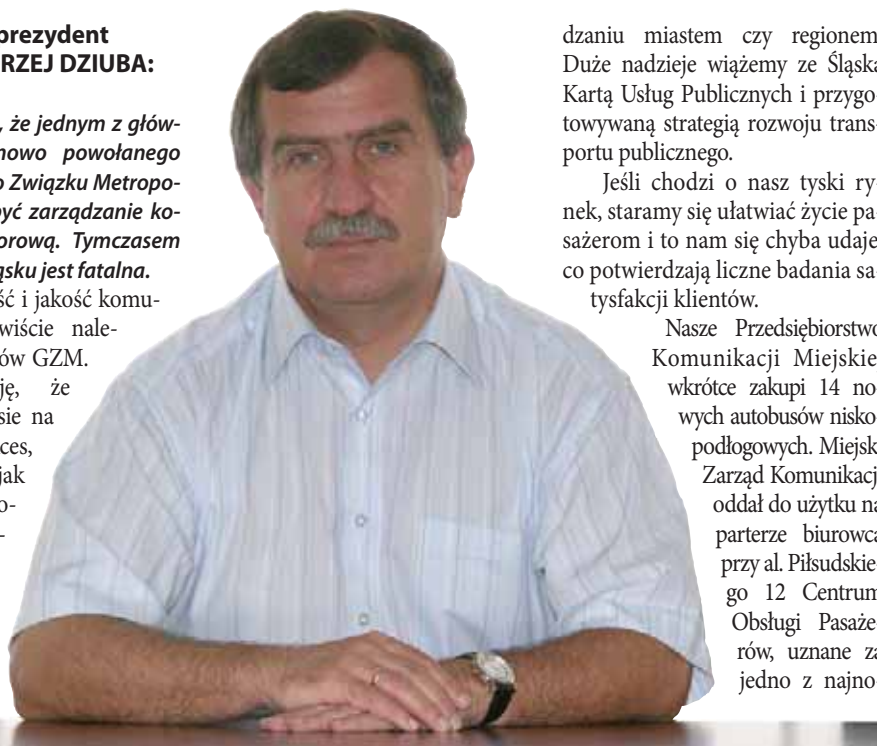 prezydent
RZEJ DZIUBA:
, że jednym z głów-
nowo powołanego
o Związku Metropo-
być zarządzanie ko-
orową. Tymczasem
ąsku jest fatalna.
ść i jakość komu-
wiście nale-
ów GZM.
ję, że
sie na
ces,
jak
o-
-
dzaniu miastem czy regionem
Duże nadzieje wiążemy ze Śląską
Kartą Usług Publicznych i przygo-
towywaną strategią rozwoju trans-
portu publicznego.
Jeśli chodzi o nasz tyski ry-
nek, staramy się ułatwiać życie pa-
sażerom i to nam się chyba udaje
co potwierdzają liczne badania sa-
tysfakcji klientów.
Nasze Przedsiębiorstwo
Komunikacji Miejskie
wkrótce zakupi 14 no-
wych autobusów nisko-
podłogowych. Miejsk
Zarząd Komunikacj
oddał do użytku na
parterze biurowca
przy al. Piłsudskie-
go 12 Centrum
Obsługi Pasaże-
rów, uznane za
jedno z najno-